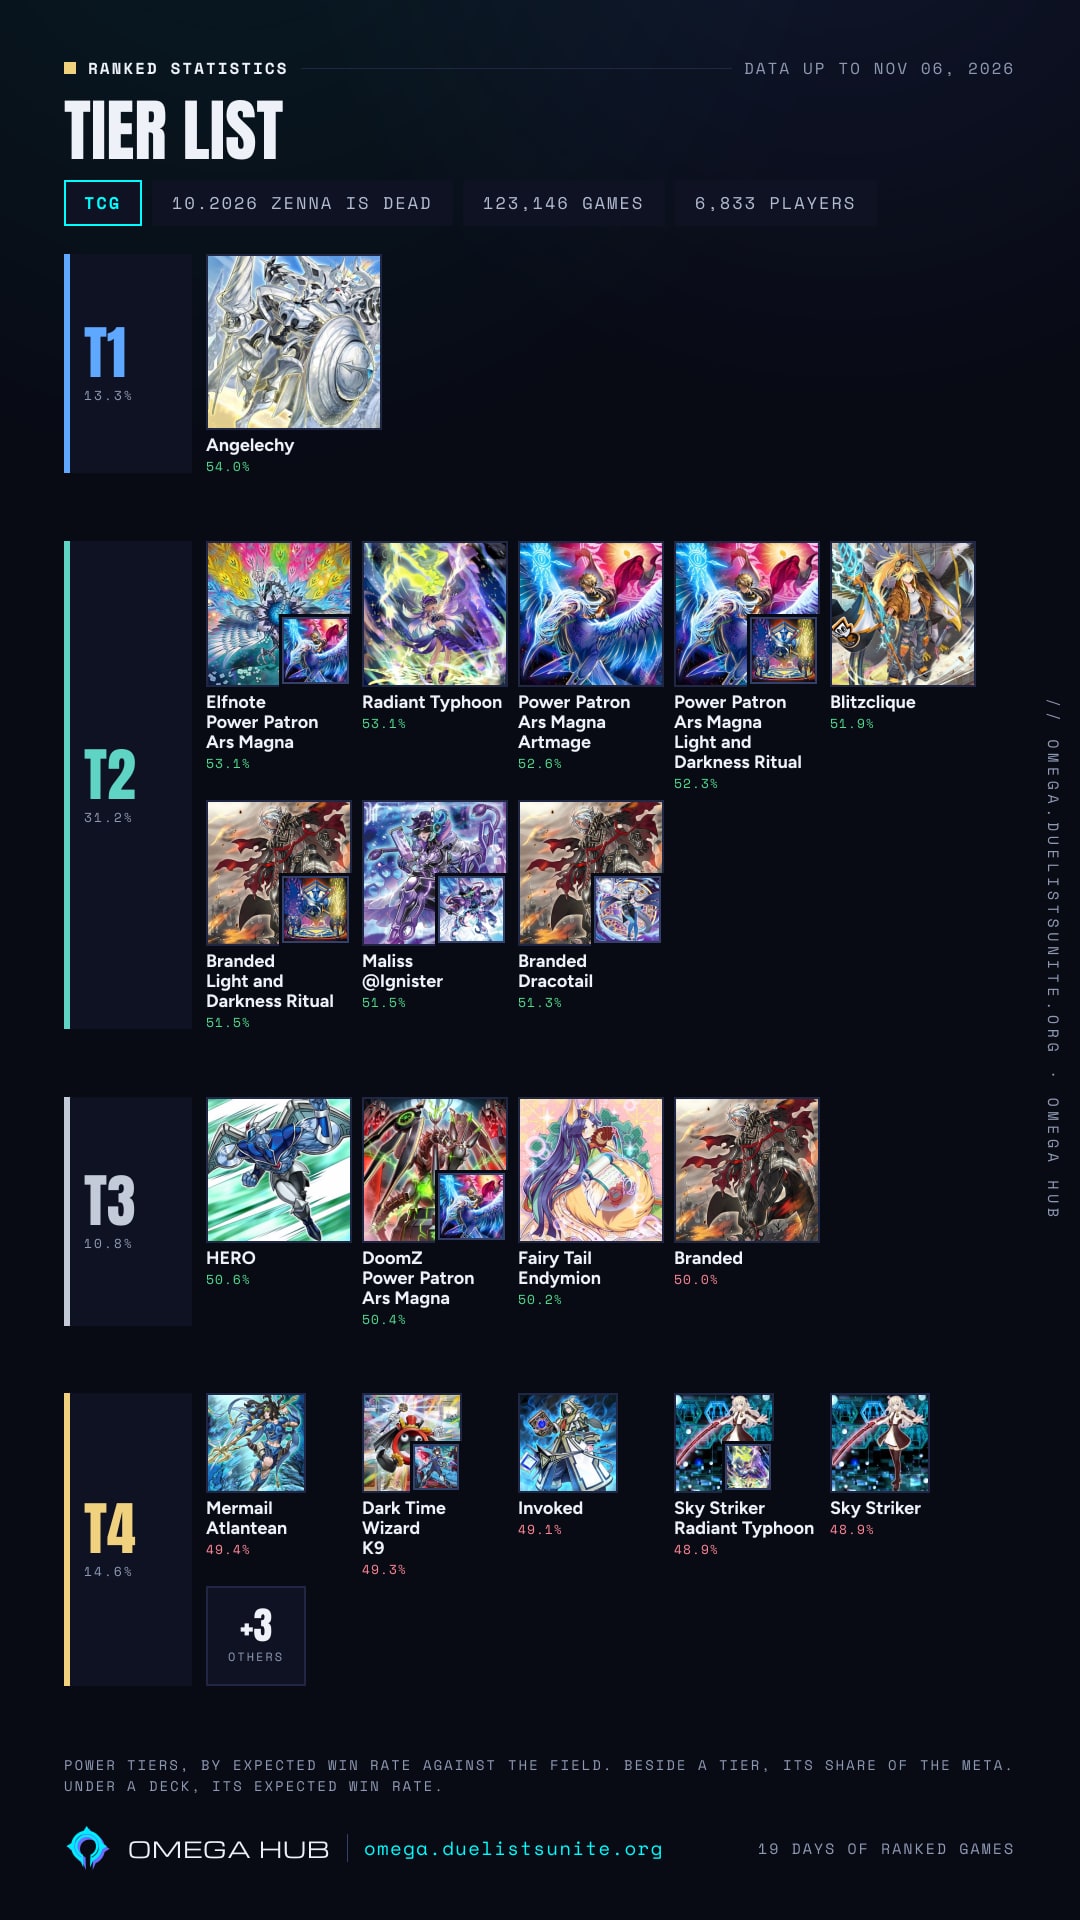 RANKED STATISTICS
DATA UP TO NOV 06, 2026
TIER LIST
TCG
10.2026 ZENNA IS DEAD
123,146 GAMES
6,833 PLAYERS
T1
13.3%
Angelechy
54.0%
T2
31.2%
Elfnote
Power Patron
Ars Magna
53.1%
Radiant Typhoon
53.1%
Power Patron
Ars Magna
Artmage
52.6%
Power Patron
Ars Magna
Light and
Darkness Ritual
52.3%
Blitzclique
51.9%
Branded
Light and
Darkness Ritual
51.5%
Maliss
@Ignister
51.5%
Branded
Dracotail
51.3%
T3
10.8%
HERO
50.6%
DoomZ
Power Patron
Ars Magna
50.4%
Fairy Tail
Endymion
50.2%
Branded
50.0%
T4
14.6%
Mermail
Atlantean
49.4%
Dark Time
Wizard
K9
49.3%
Invoked
49.1%
Sky Striker
Radiant Typhoon
48.9%
Sky Striker
48.9%
+3
OTHERS
// OMEGA.DUELISTSUNITE.ORG · OMEGA HUB
POWER TIERS, BY EXPECTED WIN RATE AGAINST THE FIELD. BESIDE A TIER, ITS SHARE OF THE META.
UNDER A DECK, ITS EXPECTED WIN RATE.
OMEGA HUB
omega.duelistsunite.org
19 DAYS OF RANKED GAMES